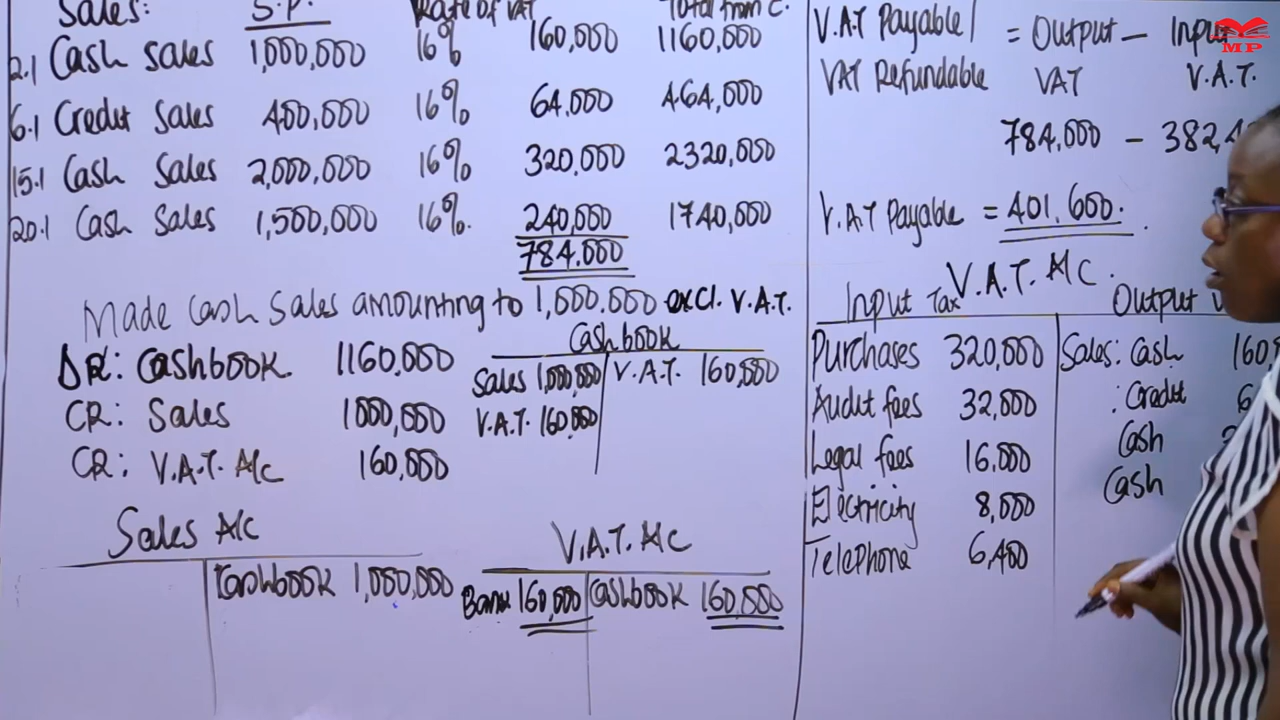 Sales: S.P. Rate of VAT Total from C.
2.1 Cash sales 1,000,000 16% 160,000 1160,000
6.1 Credit Sales 400,000 16% 64,000 464,000
15.1 Cash Sales 2,000,000 16% 320,000 2320,000
20.1 Cash Sales 1,500,000 16%. 240,000 1740,000
784,000
Made Cash Sales amounting to 1,000.000 excl. V.A.T.
DR: Cashbook 1160,000
CR: Sales 1000,000
CR: V.A.T. A/c 160,000
Cashbook
Sales 1,000,000 V.A.T. 160,000
V.A.T. 160,000
Sales A/c
Cashbook 1,000,000
V.A.T. A/c
Bank 160,000 Cashbook 160,000
V.A.T Payable/ = Output - Input
VAT Refundable VAT V.A.T.
784,000 - 382,4
V.A.T Payable = 401,600.
V.A.T. A/C.
Input Tax Output
Purchases 320,000 Sales: Cash 160,
Audit fees 32,000 : Credit 6
Legal fees 16,000 Cash
Electricity 8,000 Cash
Telephone 6,400
MP